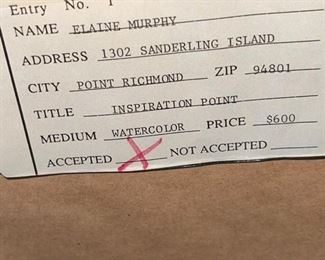 Entry No. 1
NAME ELAINE MURPHY
ADDRESS 1302 SANDERLING ISLAND
CITY POINT RICHMOND ZIP 94801
TITLE INSPIRATION POINT
MEDIUM WATERCOLOR PRICE $600
ACCEPTED X NOT ACCEPTED